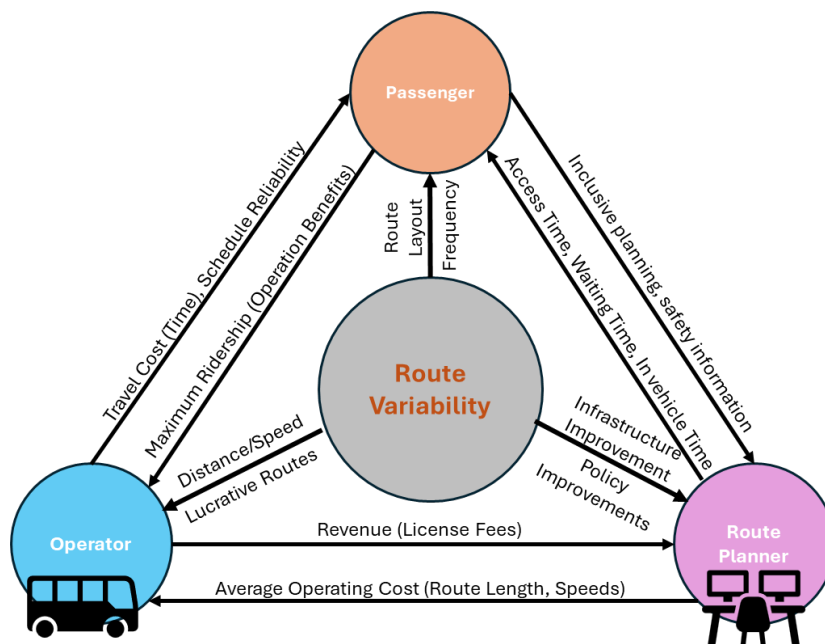 Passenger
Travel Cost (Time), Schedule Reliability
Maximum Ridership (Operation Benefits)
Route
Layout
Frequency
Access Time, Waiting Time, In vehicle Time
Inclusive planning, safety information
Route
Variability
Distance/Speed
Lucrative Routes
Infrastructure
Improvement
Policy
Improvements
Operator
Revenue (License Fees)
Route
Planner
Average Operating Cost (Route Length, Speeds)